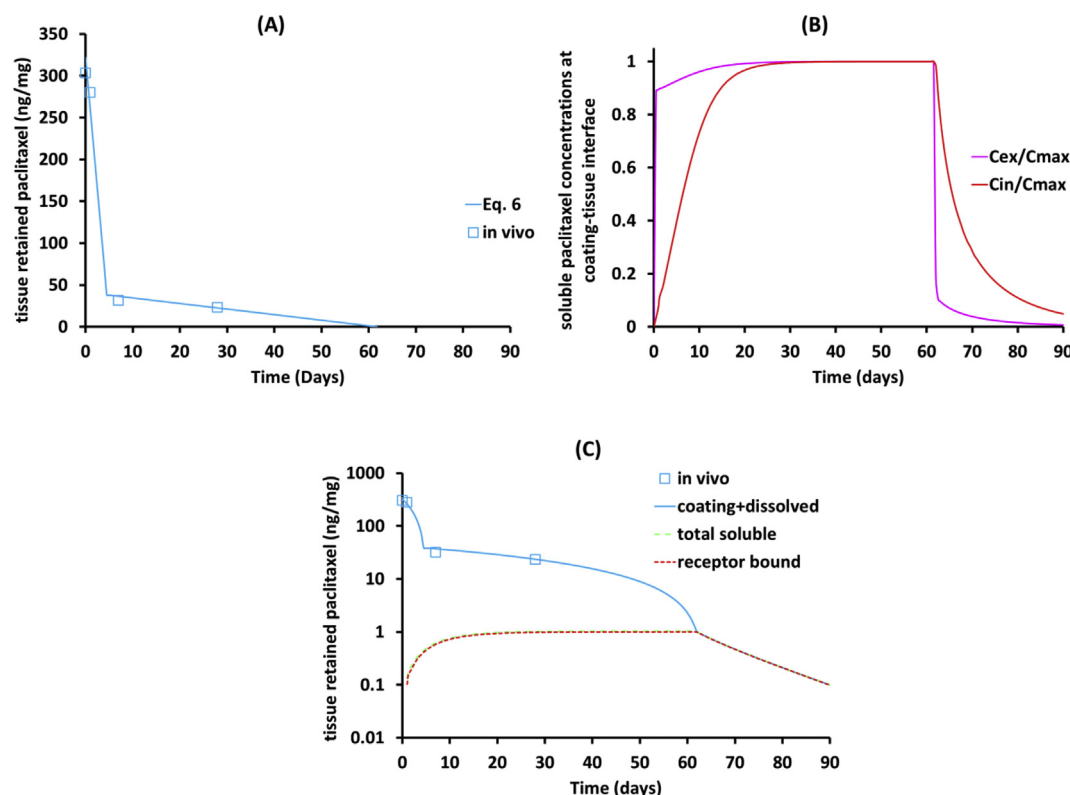 (A)
tissue retained paclitaxel (ng/mg)
350
300
250
200
150
100
50
0
0 10 20 30 40 50 60 70 80 90
Time (Days)
Eq. 6
in vivo
(B)
soluble paclitaxel concentrations at
coating-tissue interface
1
0.8
0.6
0.4
0.2
0
0 10 20 30 40 50 60 70 80 90
Time (days)
Cex/Cmax
Cin/Cmax
(C)
tissue retained paclitaxel (ng/mg)
1000
100
10
1
0.1
0.01
0 10 20 30 40 50 60 70 80 90
Time (days)
in vivo
coating+dissolved
total soluble
receptor bound